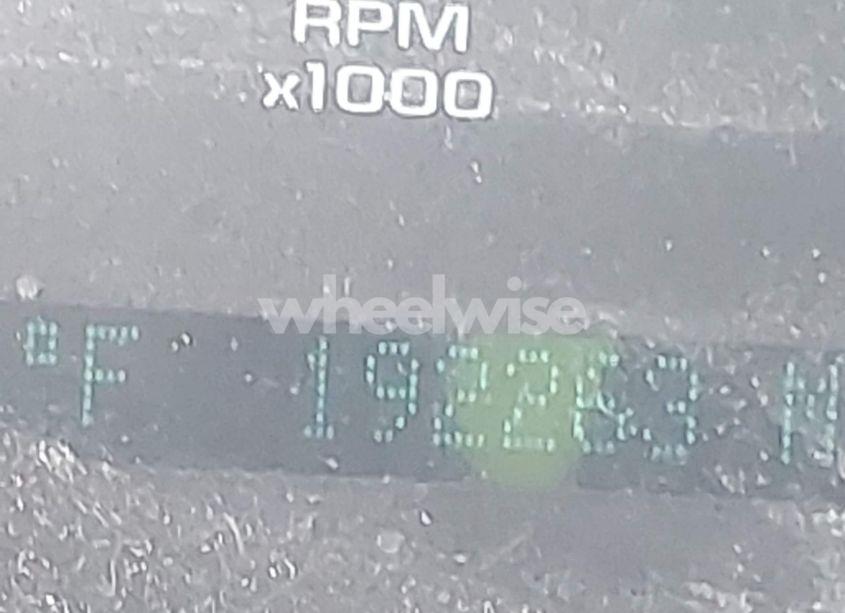 RPM
x1000
wheelwise
°F 192263 M